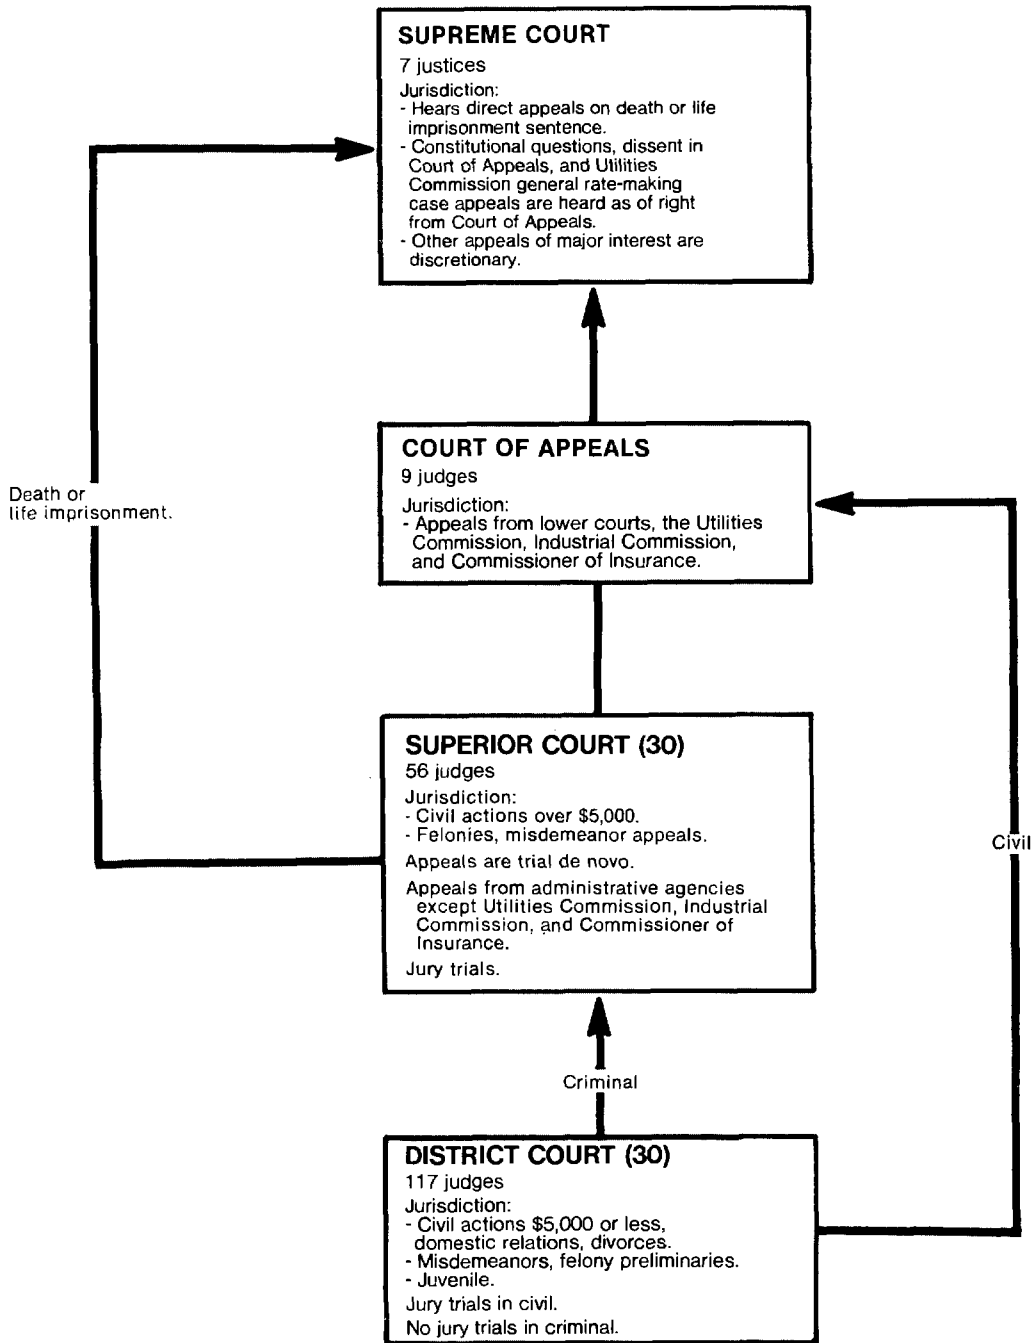 SUPREME COURT
7 justices
Jurisdiction:
- Hears direct appeals on death or life
imprisonment sentence.
- Constitutional questions, dissent in
Court of Appeals, and Utilities
Commission general rate-making
case appeals are heard as of right
from Court of Appeals.
- Other appeals of major interest are
discretionary.
COURT OF APPEALS
9 judges
Jurisdiction:
- Appeals from lower courts, the Utilities
Commission, Industrial Commission,
and Commissioner of Insurance.
Death or
life imprisonment.
SUPERIOR COURT (30)
56 judges
Jurisdiction:
- Civil actions over $5,000.
- Felonies, misdemeanor appeals.
Appeals are trial de novo.
Appeals from administrative agencies
except Utilities Commission, Industrial
Commission, and Commissioner of
Insurance.
Jury trials.
Civil
Criminal
DISTRICT COURT (30)
117 judges
Jurisdiction:
- Civil actions $5,000 or less,
domestic relations, divorces.
- Misdemeanors, felony preliminaries.
- Juvenile.
Jury trials in civil.
No jury trials in criminal.